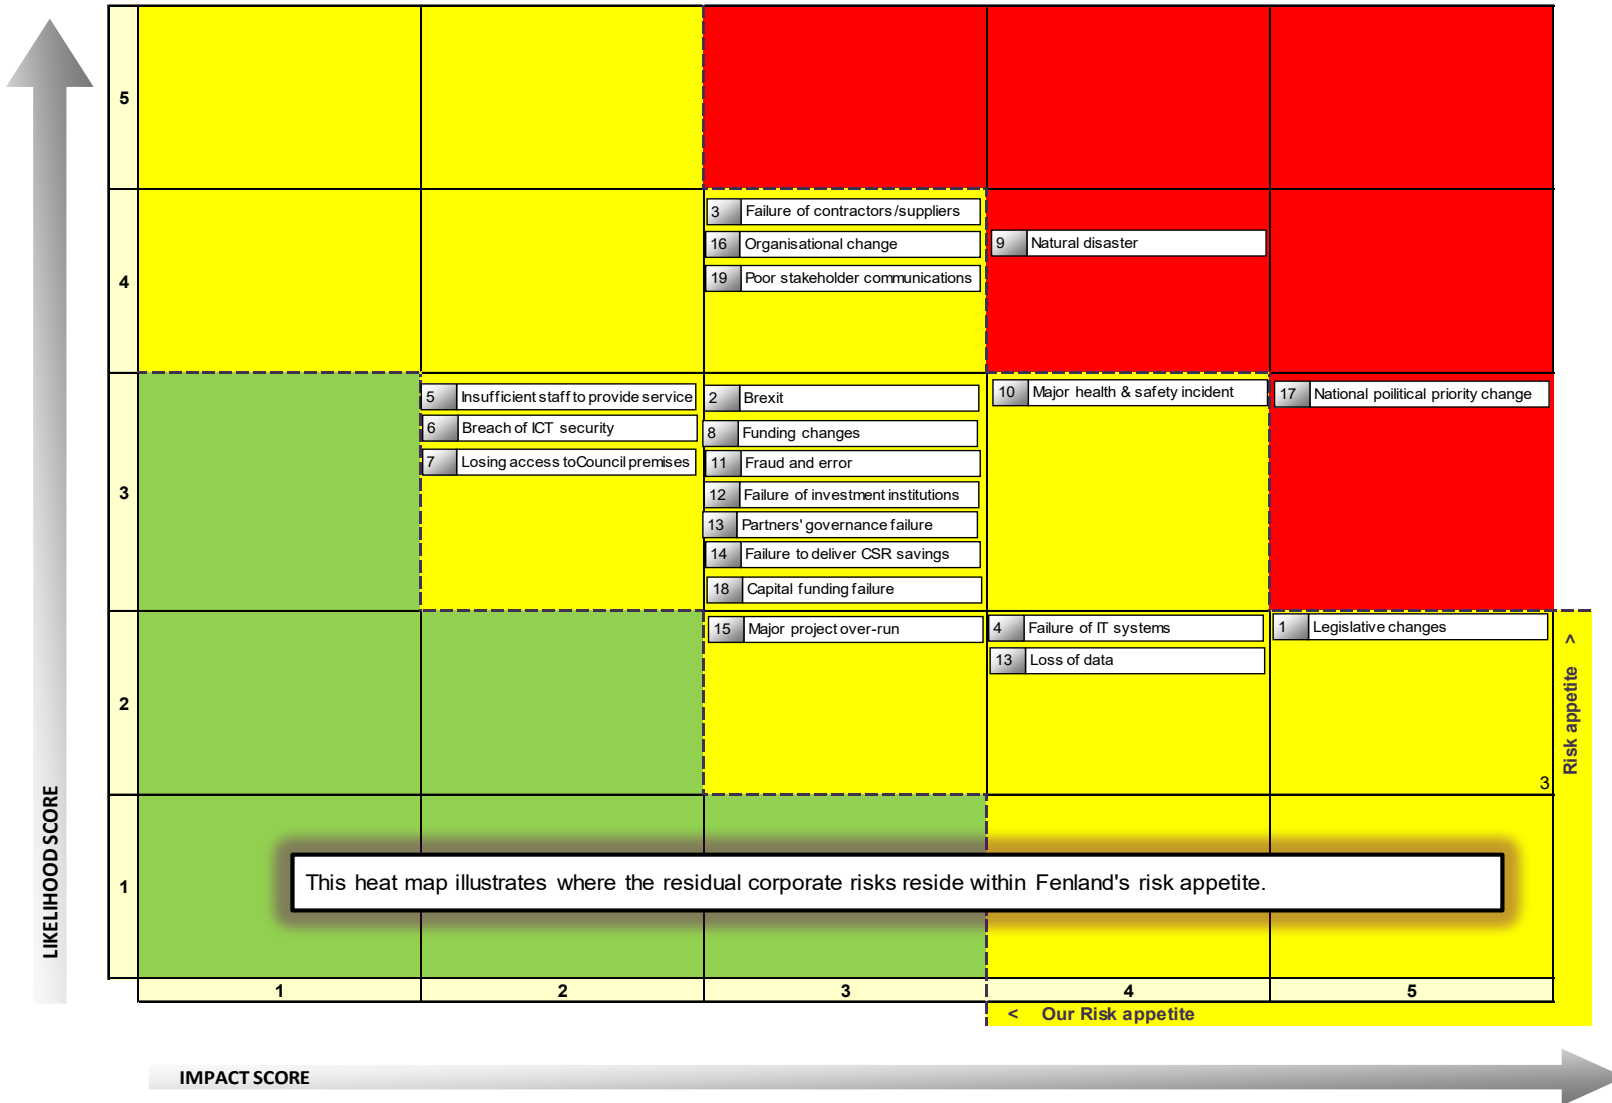 5
4
3 Failure of contractors/suppliers
16 Organisational change
19 Poor stakeholder communications
9 Natural disaster
3
5 Insufficient staff to provide service
6 Breach of ICT security
7 Losing access toCouncil premises
2 Brexit
8 Funding changes
11 Fraud and error
12 Failure of investment institutions
13 Partners' governance failure
14 Failure to deliver CSR savings
18 Capital funding failure
10 Major health & safety incident
17 National poilitical priority change
2
15 Major project over-run
4 Failure of IT systems
13 Loss of data
1 Legislative changes
3
Risk appetite >
1
This heat map illustrates where the residual corporate risks reside within Fenland's risk appetite.
LIKELIHOOD SCORE
1 2 3 4 5
< Our Risk appetite
IMPACT SCORE